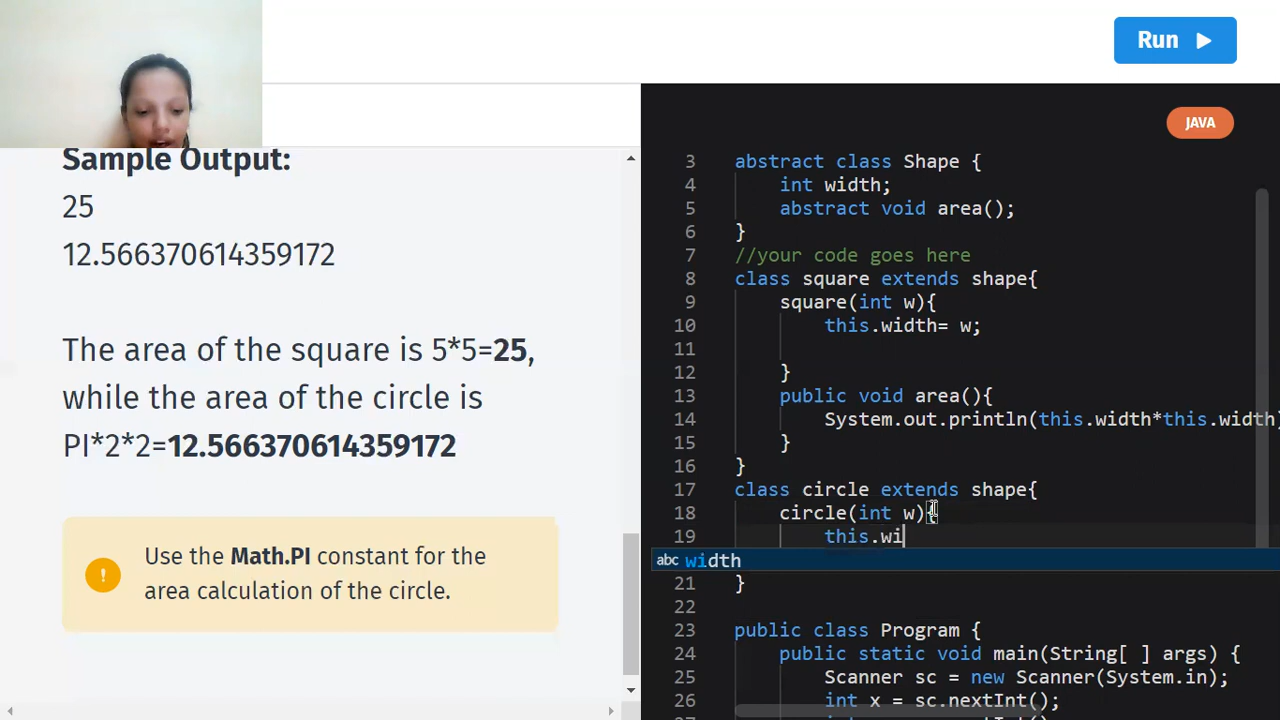 Run
Sample Output:
25
12.566370614359172
The area of the square is 5*5=25,
while the area of the circle is
PI*2*2=12.566370614359172
! Use the Math.PI constant for the
area calculation of the circle.
JAVA
3 abstract class Shape {
4 int width;
5 abstract void area();
6 }
7 //your code goes here
8 class square extends shape{
9 square(int w){
10 this.width= w;
11
12 }
13 public void area(){
14 System.out.println(this.width*this.width)
15 }
16 }
17 class circle extends shape{
18 circle(int w){
19 this.wi
abc width
21 }
22
23 public class Program {
24 public static void main(String[ ] args) {
25 Scanner sc = new Scanner(System.in);
26 int x = sc.nextInt();